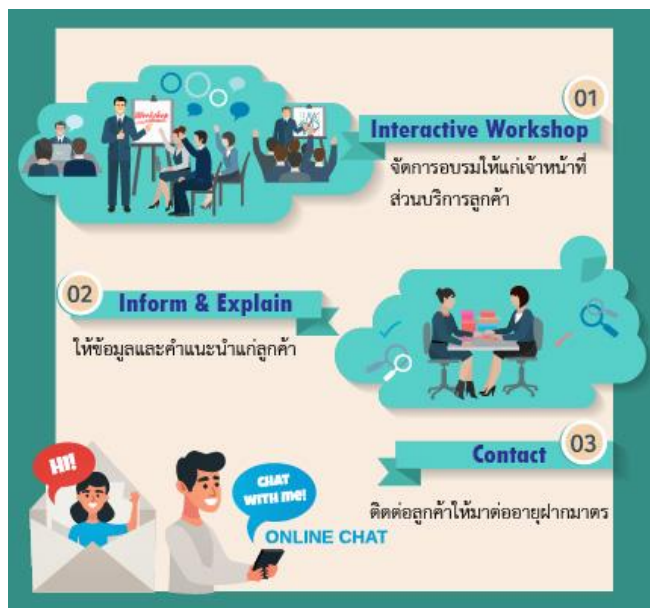 01
Interactive Workshop
จัดการอบรมให้แก่เจ้าหน้าที่
ส่วนบริการลูกค้า
Workshop
02
Inform & Explain
ให้ข้อมูลและคำแนะนำแก่ลูกค้า
03
Contact
ติดต่อลูกค้าให้มาต่ออายุฝากมาตร
HI!
CHAT
WITH me!
ONLINE CHAT